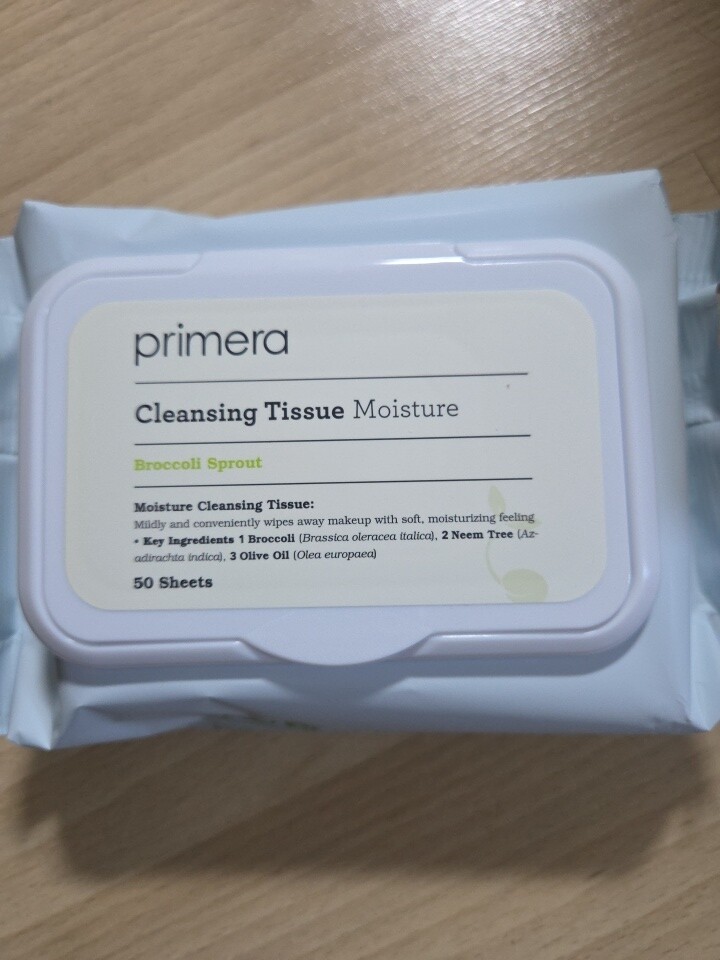 primera
Cleansing Tissue Moisture
Broccoli Sprout
Moisture Cleansing Tissue:
Mildly and conveniently wipes away makeup with soft, moisturizing feeling
• Key Ingredients 1 Broccoli (Brassica oleracea italica), 2 Neem Tree (Az-
adirachta indica), 3 Olive Oil (Olea europaea)
50 Sheets